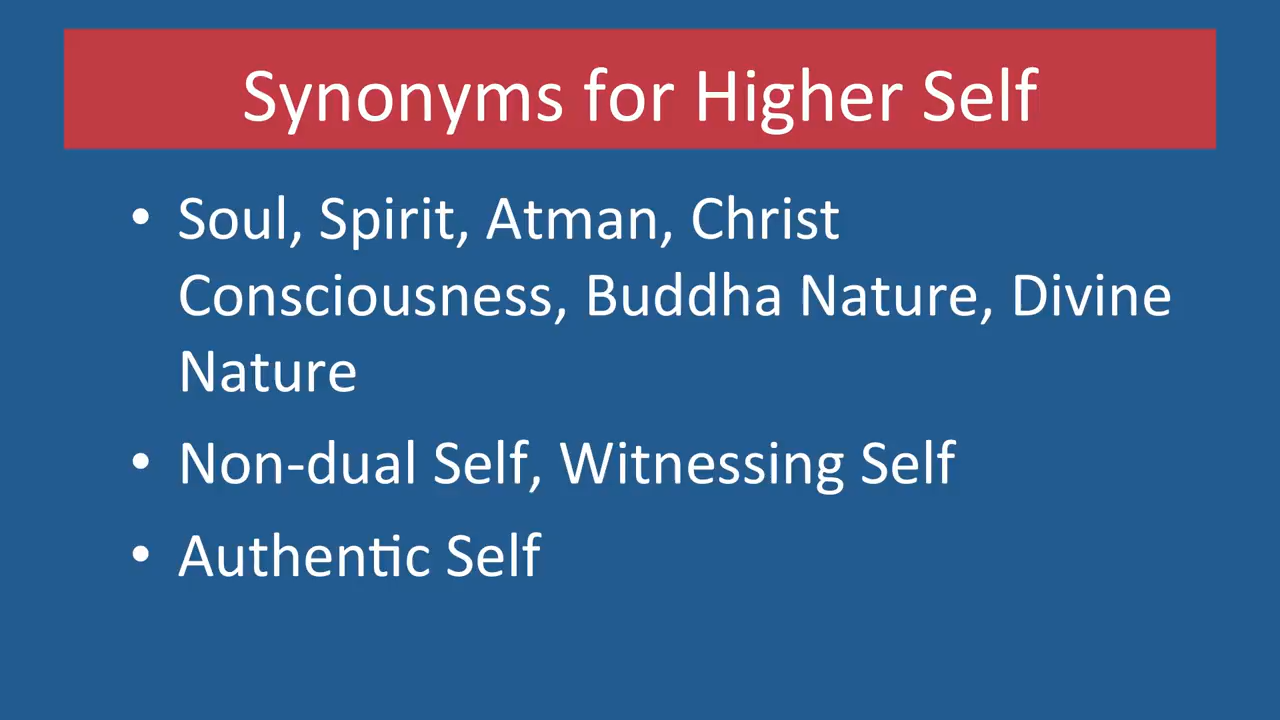 Synonyms for Higher Self
• Soul, Spirit, Atman, Christ
Consciousness, Buddha Nature, Divine
Nature
• Non-dual Self, Witnessing Self
• Authentic Self